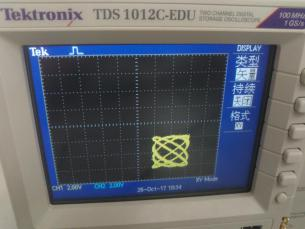 Tektronix TDS 1012C-EDU TWO CHANNEL DIGITAL STORAGE OSCILLOSCOPE 100 MHz 1 GS/s
Tek
DISPLAY
类型
矢量
持续
关闭
格式
XY
CH1 2.00V CH2 2.00V
XY Mode
26-Oct-17 19:34